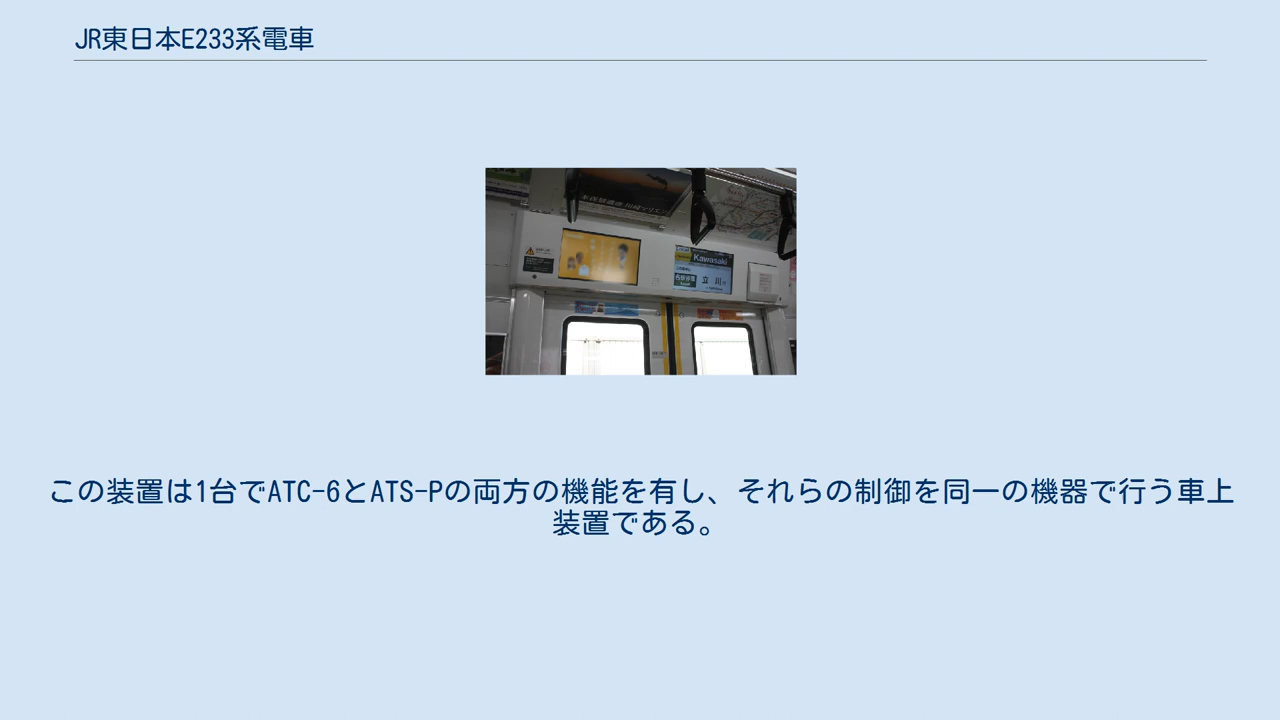 JR東日本E233系電車
Kawasaki
立川
この装置は1台でATC-6とATS-Pの両方の機能を有し、それらの制御を同一の機器で行う車上
装置である。